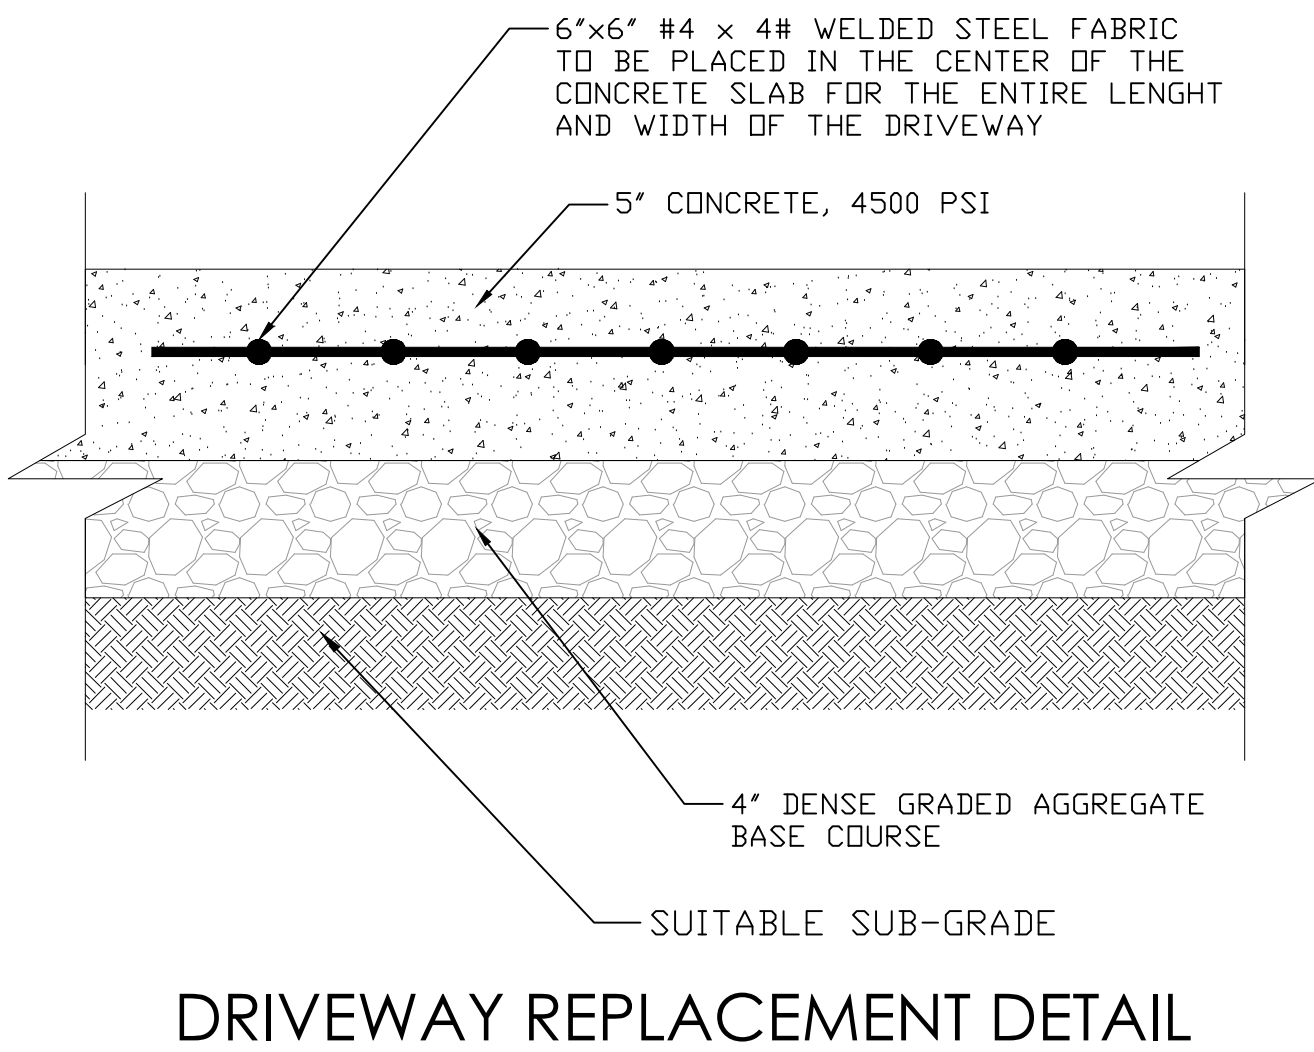 6"x6" #4 x 4# WELDED STEEL FABRIC
TO BE PLACED IN THE CENTER OF THE
CONCRETE SLAB FOR THE ENTIRE LENGHT
AND WIDTH OF THE DRIVEWAY
5" CONCRETE, 4500 PSI
4" DENSE GRADED AGGREGATE
BASE COURSE
SUITABLE SUB-GRADE
DRIVEWAY REPLACEMENT DETAIL